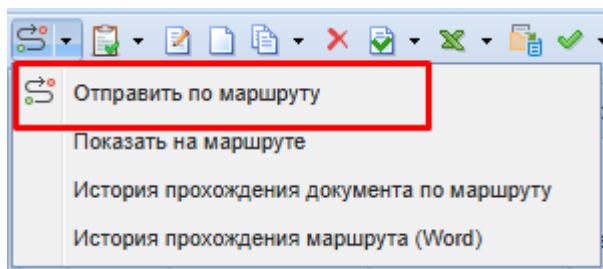 Отправить по маршруту
Показать на маршруте
История прохождения документа по маршруту
История прохождения маршрута (Word)